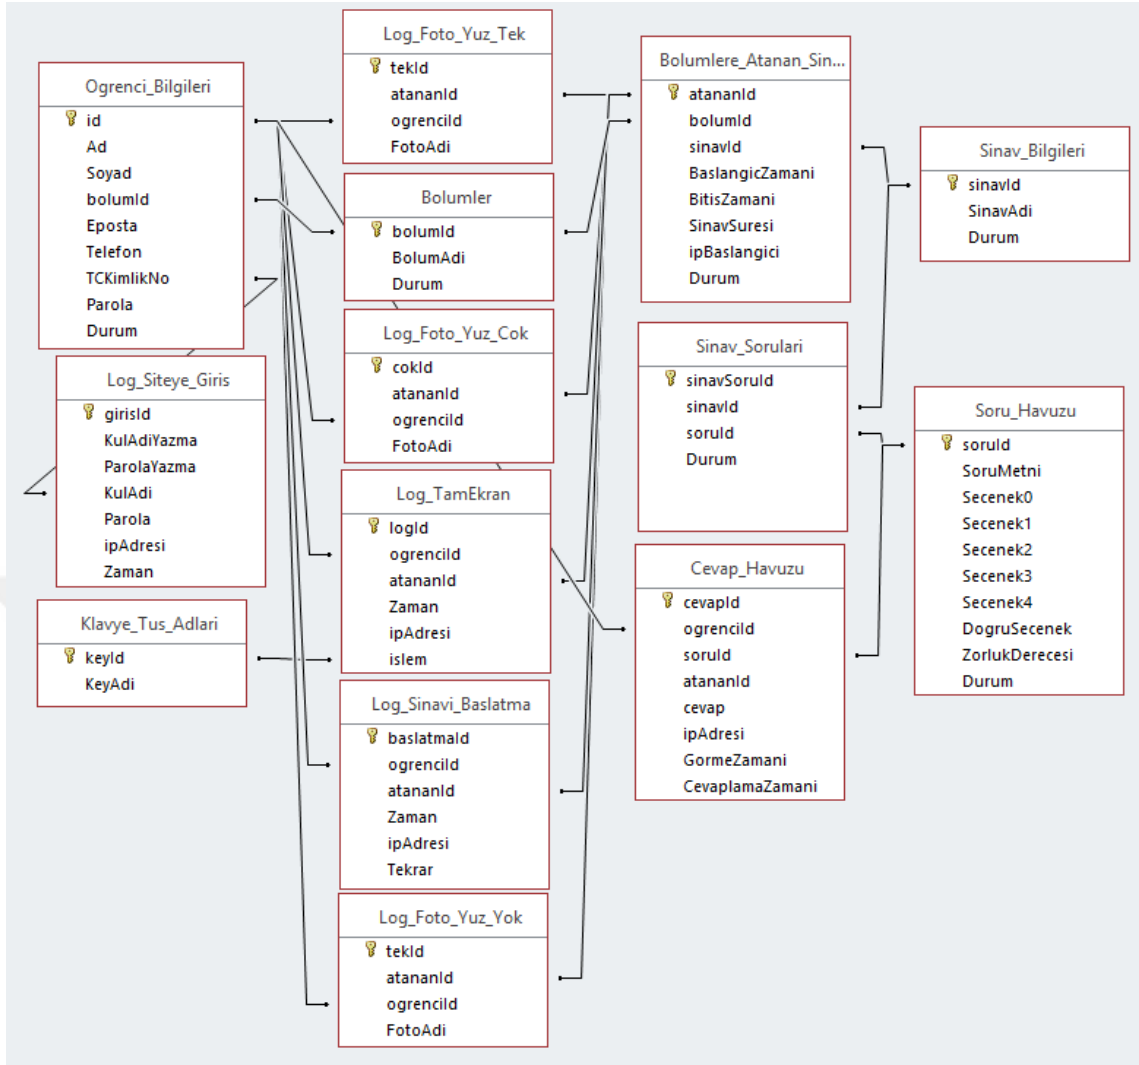 Ogrenci_Bilgileri
id
Ad
Soyad
bolumId
Eposta
Telefon
TCKimlikNo
Parola
Durum
Log_Siteye_Giris
girisId
KulAdiYazma
ParolaYazma
KulAdi
Parola
ipAdresi
Zaman
Klavye_Tus_Adlari
keyId
KeyAdi
Log_Foto_Yuz_Tek
tekId
atananId
ogrenciId
FotoAdi
Bolumler
bolumId
BolumAdi
Durum
Log_Foto_Yuz_Cok
cokId
atananId
ogrenciId
FotoAdi
Log_TamEkran
logId
ogrenciId
atananId
Zaman
ipAdresi
islem
Log_Sinavi_Baslatma
baslatmaId
ogrenciId
atananId
Zaman
ipAdresi
Tekrar
Log_Foto_Yuz_Yok
tekId
atananId
ogrenciId
FotoAdi
Bolumlere_Atanan_Sin...
atananId
bolumId
sinavId
BaslangicZamani
BitisZamani
SinavSuresi
ipBaslangici
Durum
Sinav_Sorulari
sinavSoruId
sinavId
soruId
Durum
Cevap_Havuzu
cevapId
ogrenciId
soruId
atananId
cevap
ipAdresi
GormeZamani
CevaplamaZamani
Sinav_Bilgileri
sinavId
SinavAdi
Durum
Soru_Havuzu
soruId
SoruMetni
Secenek0
Secenek1
Secenek2
Secenek3
Secenek4
DogruSecenek
ZorlukDerecesi
Durum